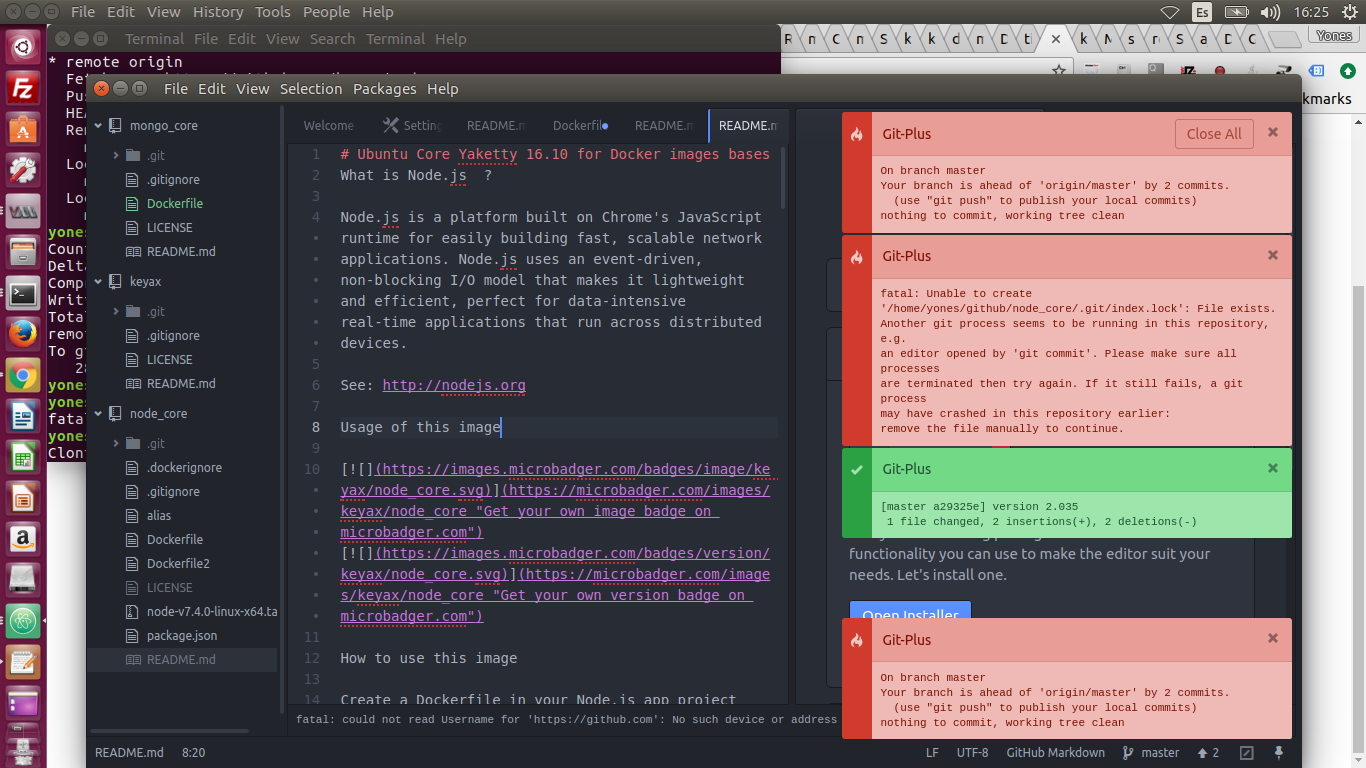 File Edit View History Tools People Help
Es
16:25
Terminal File Edit View Search Terminal Help
R n C n S k k d n D t k N s r S a D C
Yones
* remote origin
kmarks
File Edit View Selection Packages Help
mongo_core
.git
.gitignore
Dockerfile
LICENSE
README.md
keyax
.git
.gitignore
LICENSE
README.md
node_core
.git
.dockerignore
.gitignore
alias
Dockerfile
Dockerfile2
LICENSE
node-v7.4.0-linux-x64.ta
package.json
README.md
Pu
HE
Re
Lo
Lo
yone
Coun
Delt
Comp
Writ
Tota
remo
To g
28
yone
yone
fata
yone
Clon
Welcome
Setting
README.m
Dockerfil
README.m
README.m
1 # Ubuntu Core Yaketty 16.10 for Docker images bases
2 What is Node.js ?
3
4 Node.js is a platform built on Chrome's JavaScript
• runtime for easily building fast, scalable network
• applications. Node.js uses an event-driven,
• non-blocking I/O model that makes it lightweight
• and efficient, perfect for data-intensive
• real-time applications that run across distributed
• devices.
5
6 See: http://nodejs.org
7
8 Usage of this image
9
10 [![](https://images.microbadger.com/badges/image/ke
• yax/node_core.svg)](https://microbadger.com/images/
• keyax/node_core "Get your own image badge on
• microbadger.com")
• [![](https://images.microbadger.com/badges/version/
• keyax/node_core.svg)](https://microbadger.com/image
• s/keyax/node_core "Get your own version badge on
• microbadger.com")
11
12 How to use this image
13
14 Create a Dockerfile in your Node.js app project
Git-Plus
Close All
On branch master
Your branch is ahead of 'origin/master' by 2 commits.
(use "git push" to publish your local commits)
nothing to commit, working tree clean
Git-Plus
fatal: Unable to create
'/home/yones/github/node_core/.git/index.lock': File exists.
Another git process seems to be running in this repository,
e.g.
an editor opened by 'git commit'. Please make sure all
processes
are terminated then try again. If it still fails, a git
process
may have crashed in this repository earlier:
remove the file manually to continue.
Git-Plus
[master a29325e] version 2.035
1 file changed, 2 insertions(+), 2 deletions(-)
functionality you can use to make the editor suit your
needs. Let's install one.
Open Installer
Git-Plus
On branch master
Your branch is ahead of 'origin/master' by 2 commits.
(use "git push" to publish your local commits)
nothing to commit, working tree clean
fatal: could not read Username for 'https://github.com': No such device or address
README.md 8:20
LF UTF-8 GitHub Markdown master 2